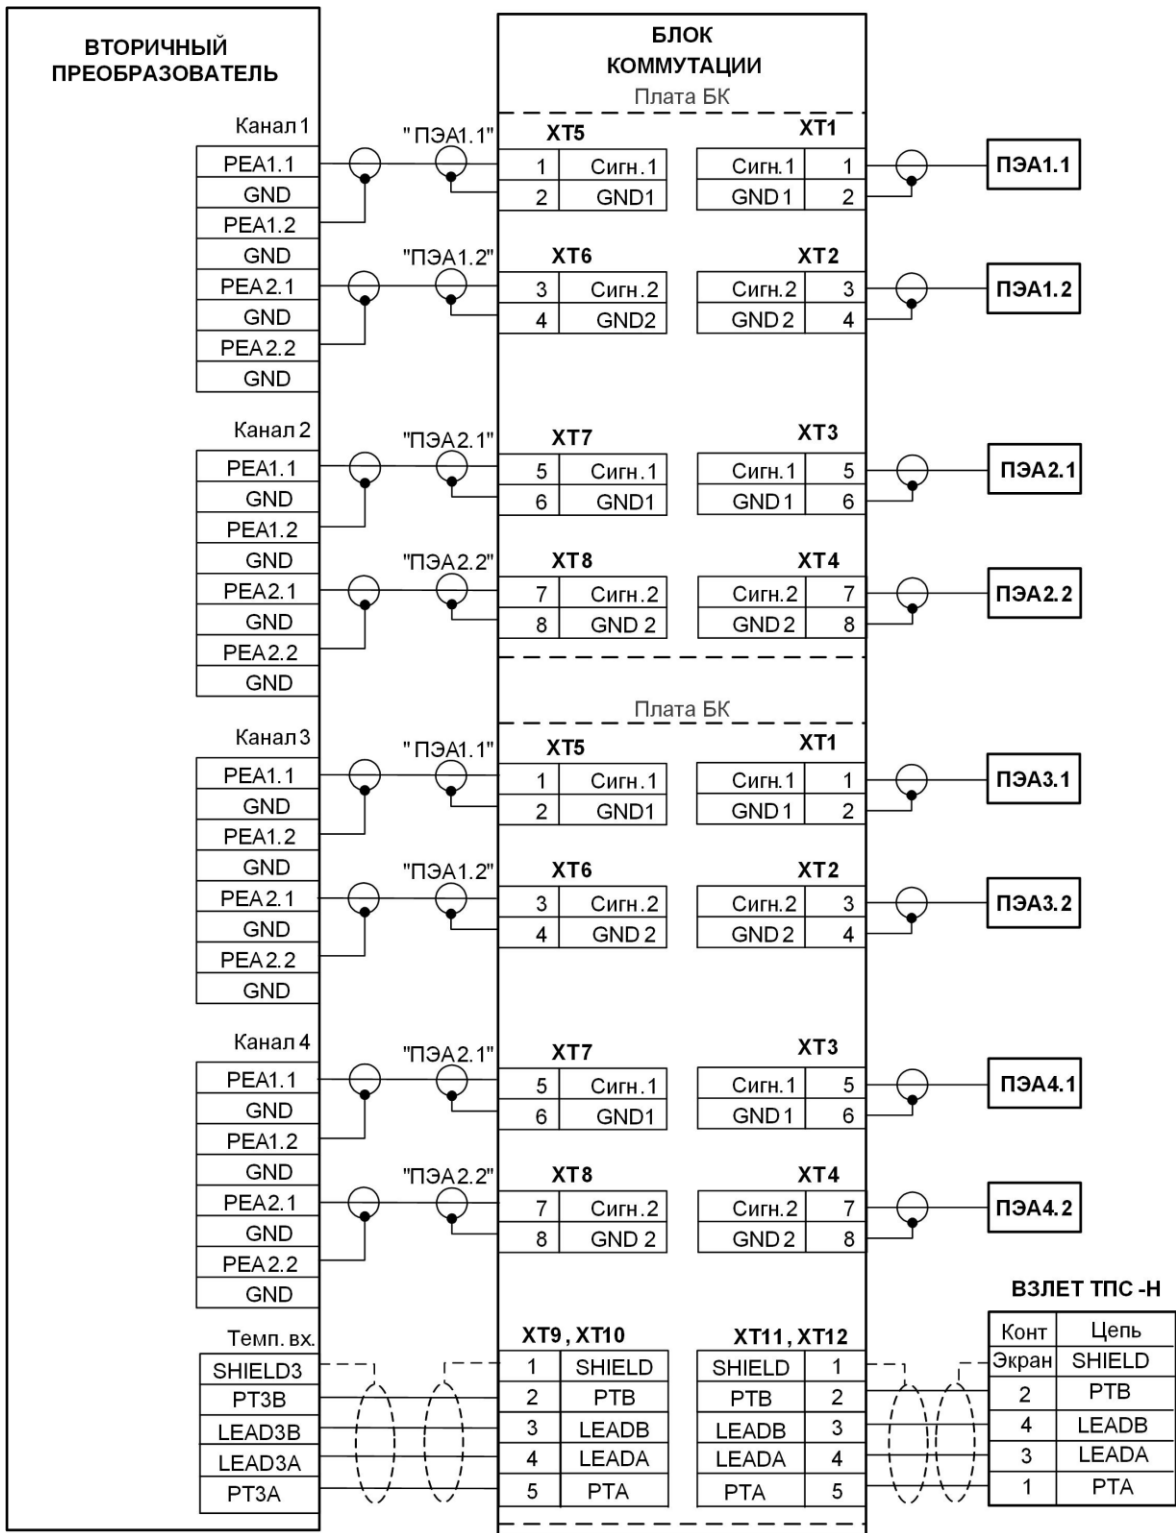 ВТОРИЧНЫЙ
ПРЕОБРАЗОВАТЕЛЬ
БЛОК
КОММУТАЦИИ
Плата БК
Канал 1
"ПЭА1.1"
XT5
XT1
PEA1.1
1 Сигн.1
Сигн.1 1
ПЭА1.1
GND
2 GND1
GND1 2
PEA1.2
GND
"ПЭА1.2"
XT6
XT2
PEA2.1
3 Сигн.2
Сигн.2 3
ПЭА1.2
GND
4 GND2
GND2 4
PEA2.2
GND
Канал 2
"ПЭА2.1"
XT7
XT3
PEA1.1
5 Сигн.1
Сигн.1 5
ПЭА2.1
GND
6 GND1
GND1 6
PEA1.2
GND
"ПЭА2.2"
XT8
XT4
PEA2.1
7 Сигн.2
Сигн.2 7
ПЭА2.2
GND
8 GND 2
GND2 8
PEA2.2
GND
Плата БК
Канал 3
"ПЭА1.1"
XT5
XT1
PEA1.1
1 Сигн.1
Сигн.1 1
ПЭА3.1
GND
2 GND1
GND1 2
PEA1.2
GND
"ПЭА1.2"
XT6
XT2
PEA2.1
3 Сигн.2
Сигн.2 3
ПЭА3.2
GND
4 GND 2
GND2 4
PEA2.2
GND
Канал 4
"ПЭА2.1"
XT7
XT3
PEA1.1
5 Сигн.1
Сигн.1 5
ПЭА4.1
GND
6 GND1
GND1 6
PEA1.2
GND
"ПЭА2.2"
XT8
XT4
PEA2.1
7 Сигн.2
Сигн.2 7
ПЭА4.2
GND
8 GND 2
GND2 8
PEA2.2
GND
ВЗЛЕТ ТПС -Н
Темп. вх.
XT9, XT10
XT11, XT12
Конт Цепь
SHIELD3
1 SHIELD
SHIELD 1
Экран SHIELD
PT3B
2 PTB
PTB 2
2 PTB
LEAD3B
3 LEADB
LEADB 3
4 LEADB
LEAD3A
4 LEADA
LEADA 4
3 LEADA
PT3A
5 PTA
PTA 5
1 PTA